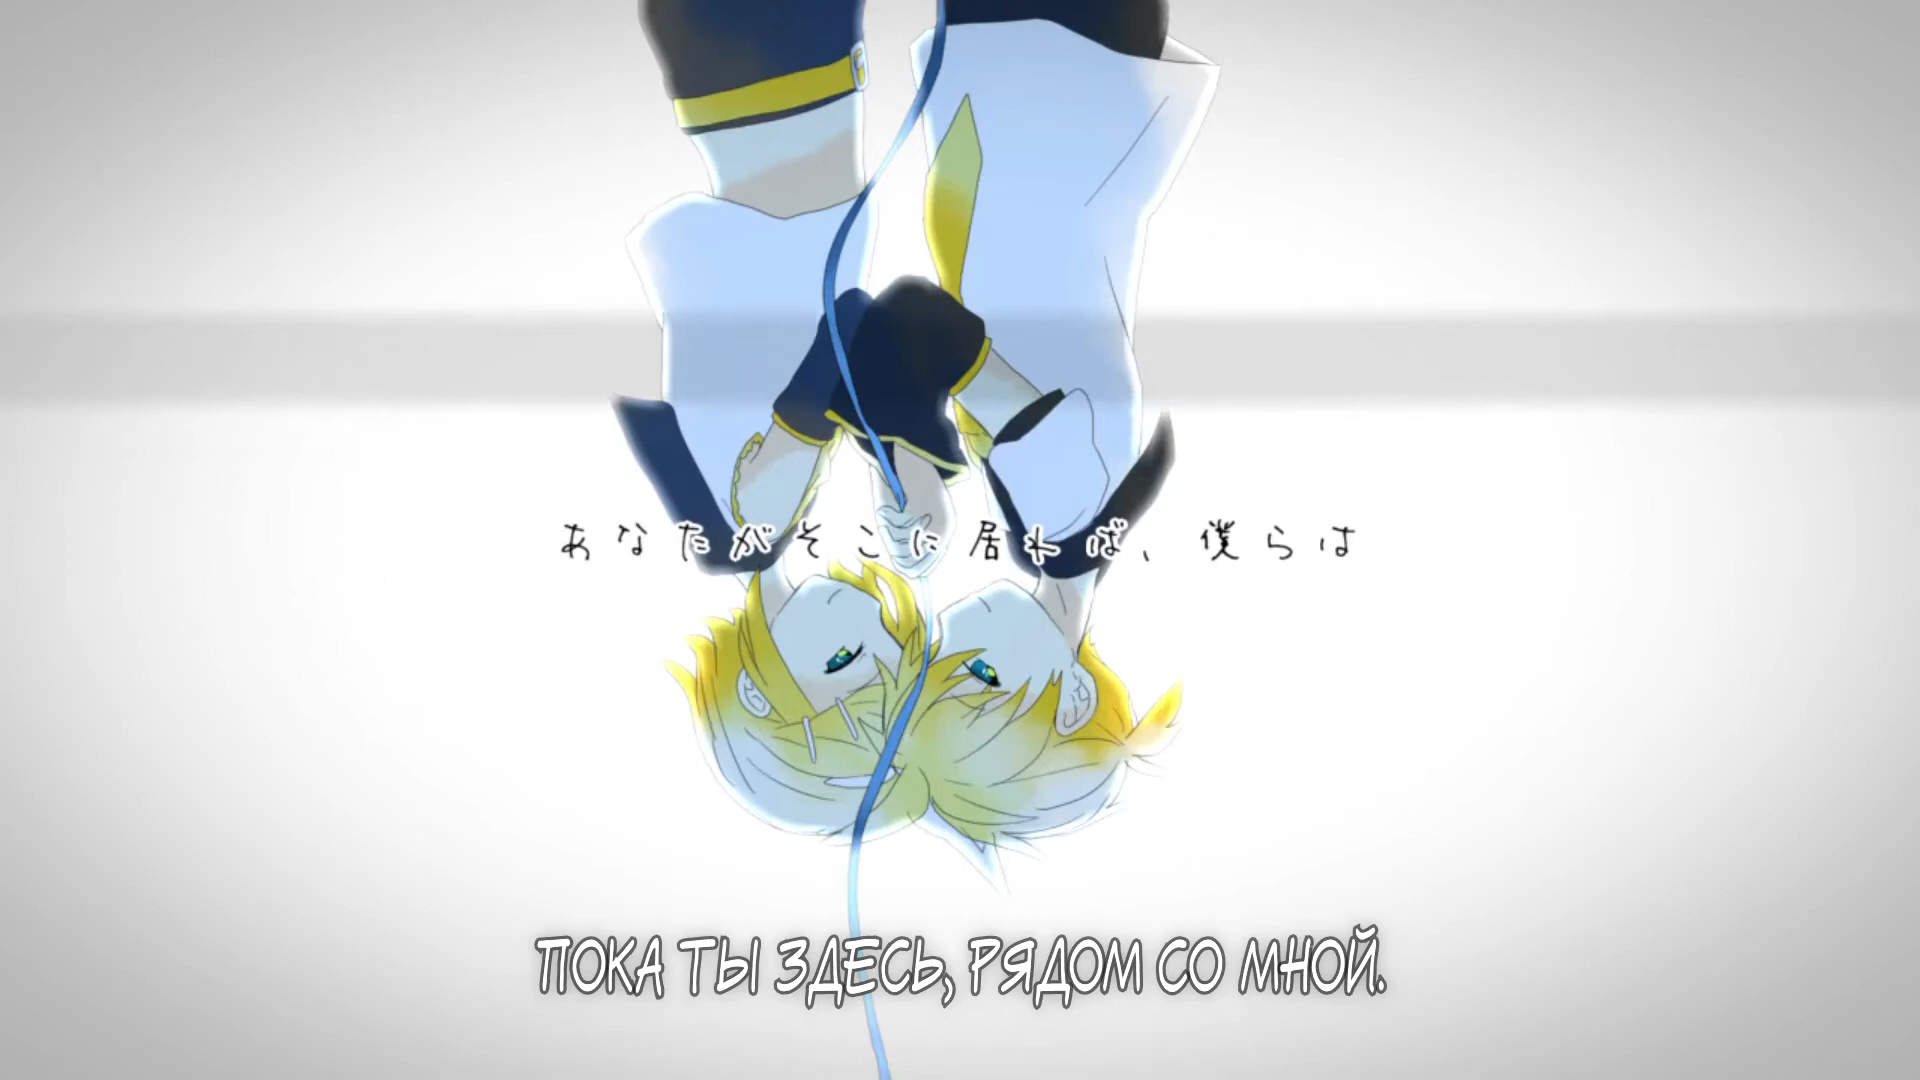 あなたがそこに居れば、僕らは
ПОКА ТЫ ЗДЕСЬ, РЯДОМ СО МНОЙ.